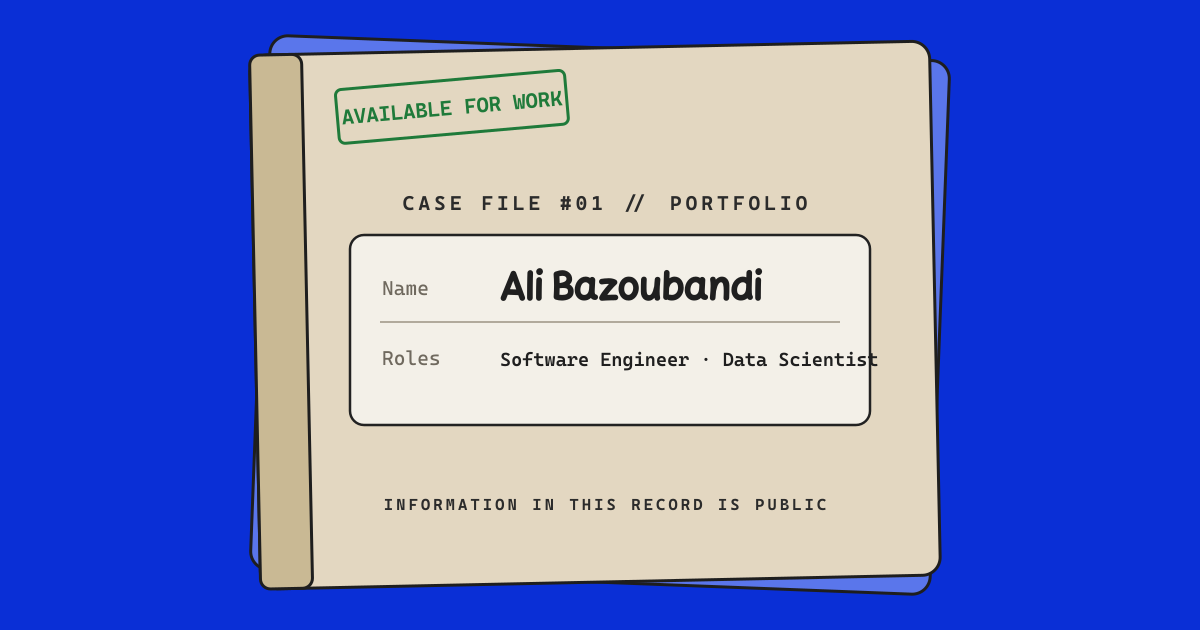 AVAILABLE FOR WORK
CASE FILE #01 // PORTFOLIO
Name Ali Bazoubandi
Roles Software Engineer · Data Scientist
INFORMATION IN THIS RECORD IS PUBLIC